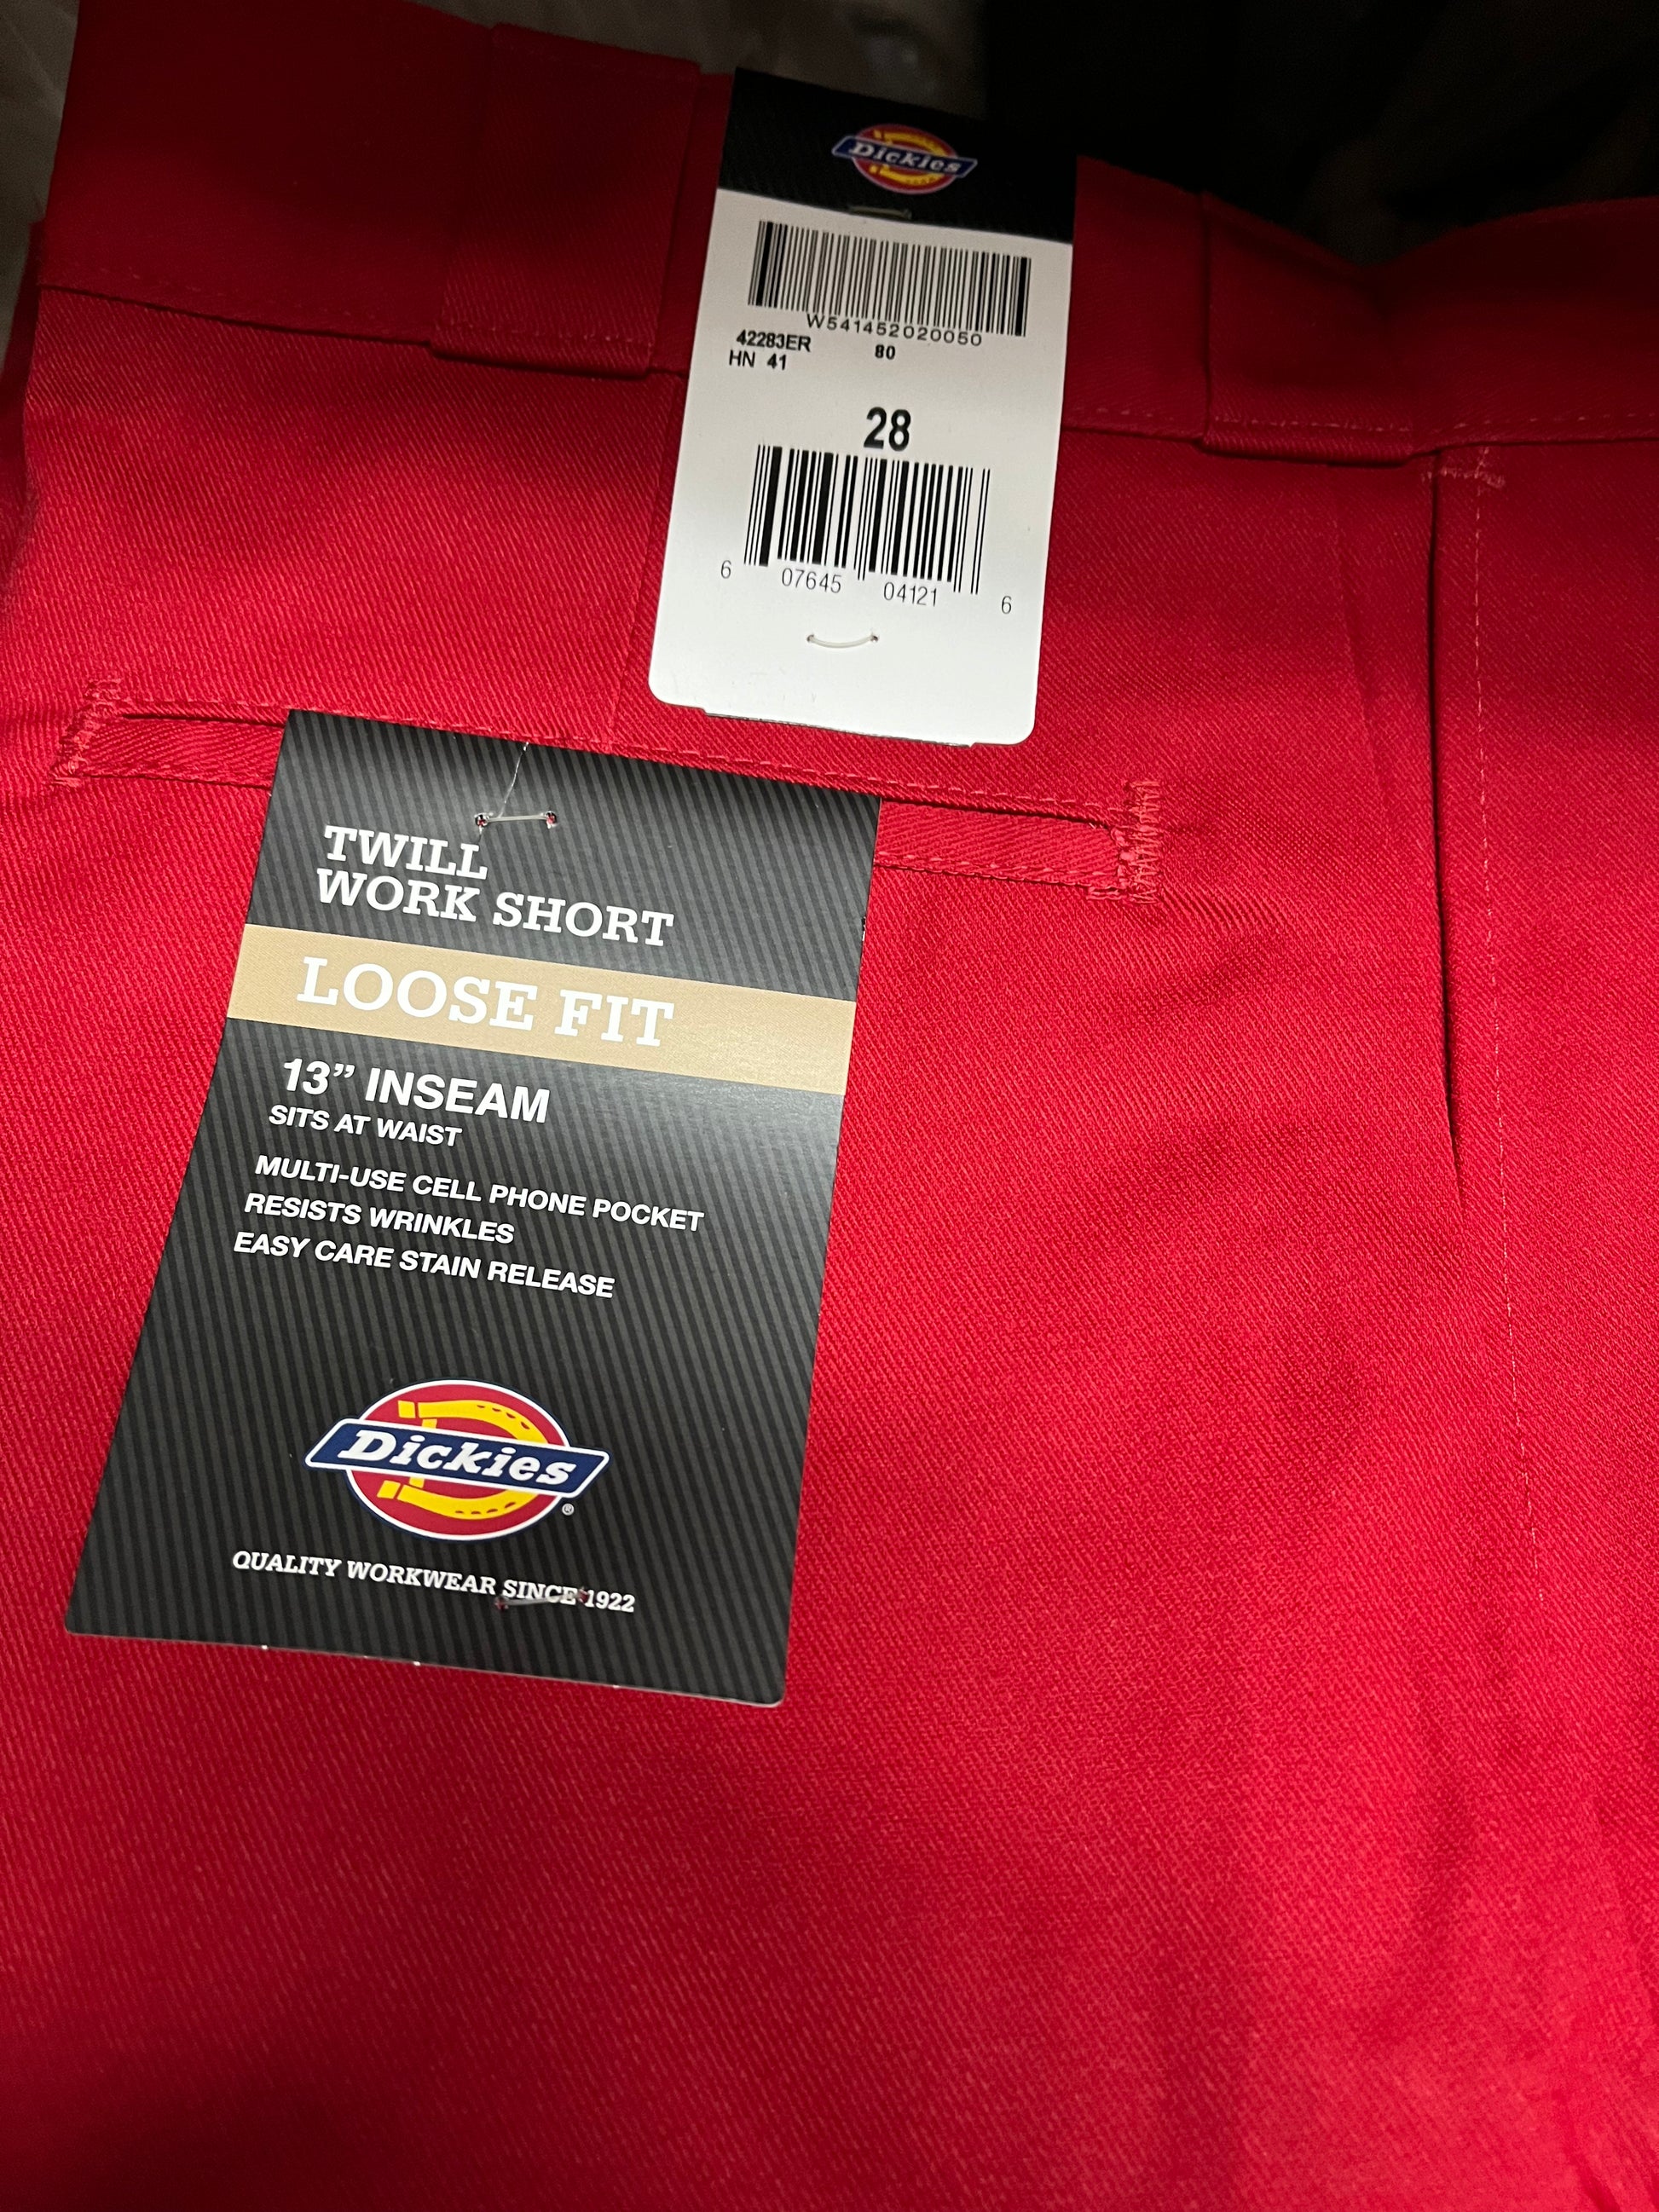 Dickies
W541452020050
42283ER 80
HN 41
28
6 07645 04121 6
TWILL
WORK SHORT
LOOSE FIT
13” INSEAM
SITS AT WAIST
MULTI-USE CELL PHONE POCKET
RESISTS WRINKLES
EASY CARE STAIN RELEASE
Dickies®
QUALITY WORKWEAR SINCE 1922